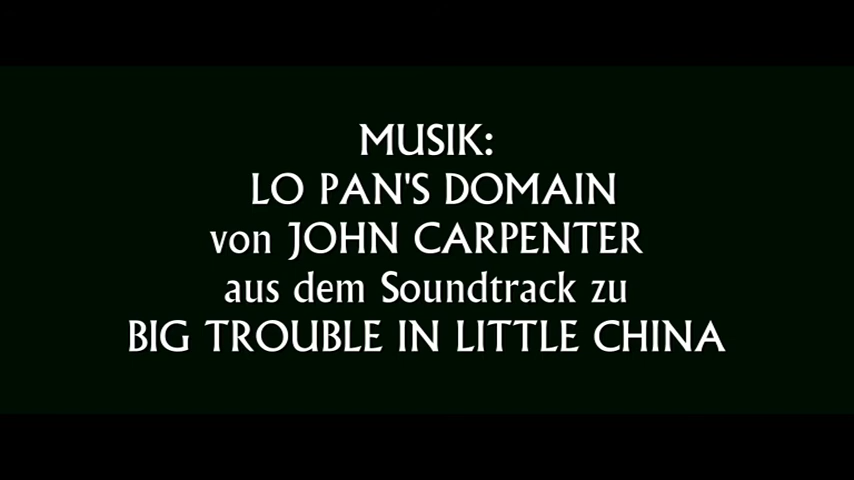 MUSIK:
LO PAN'S DOMAIN
von JOHN CARPENTER
aus dem Soundtrack zu
BIG TROUBLE IN LITTLE CHINA